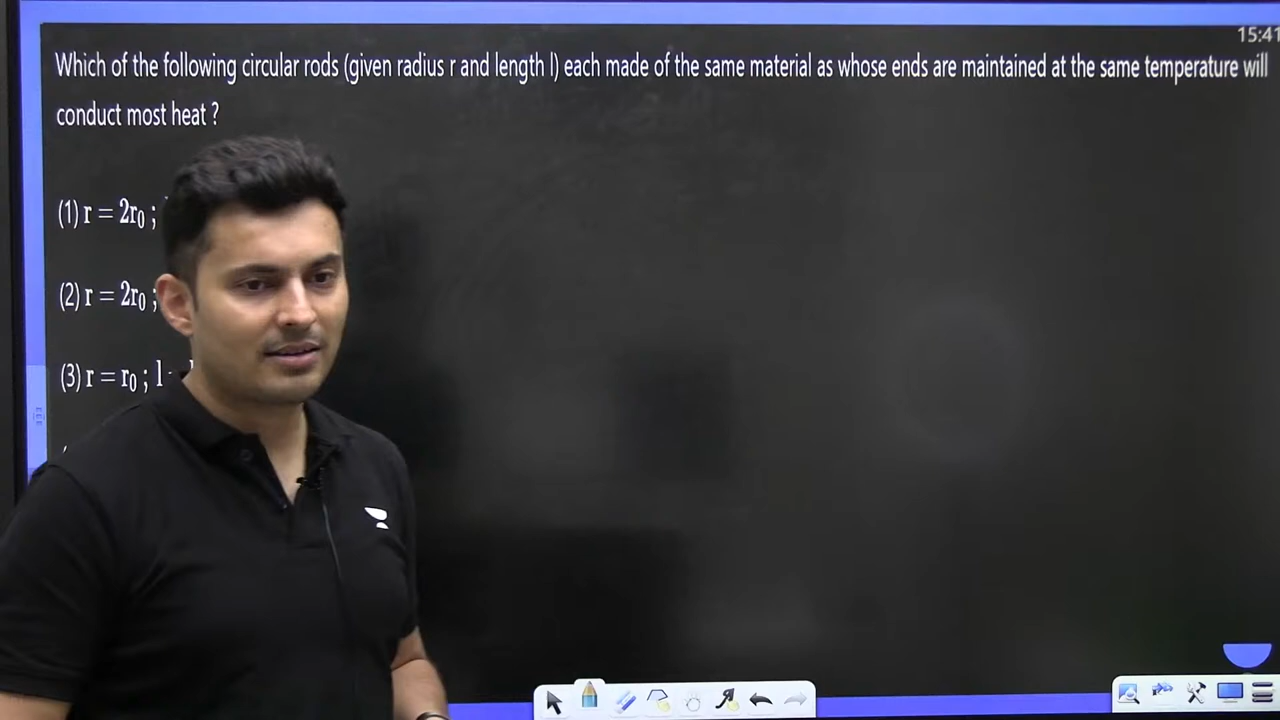 15:41
Which of the following circular rods (given radius r and length l) each made of the same material as whose ends are maintained at the same temperature will
conduct most heat ?
(1) r = 2r₀ ;
(2) r = 2r₀ ;
(3) r = r₀ ; l